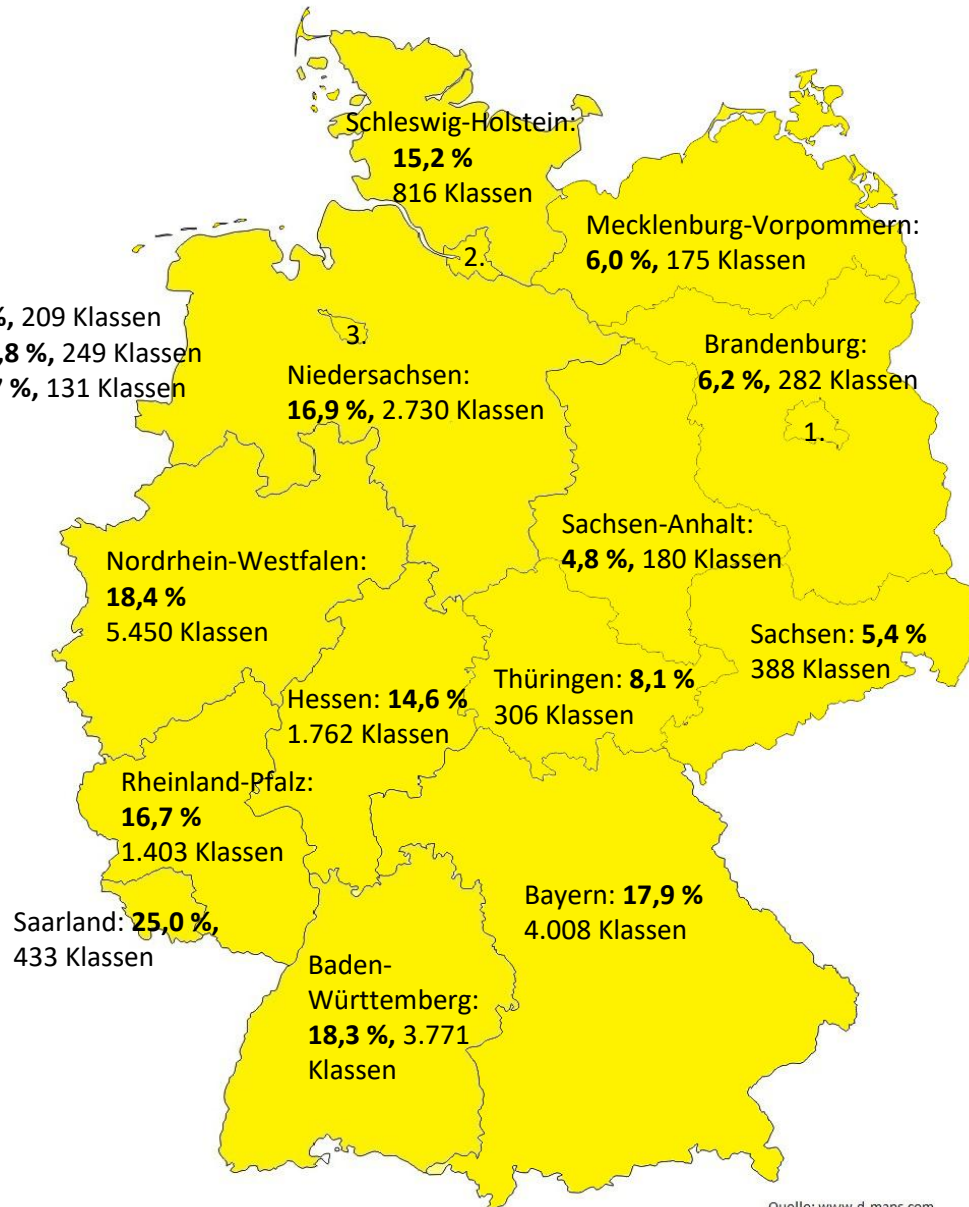 Schleswig-Holstein:
15,2 %
816 Klassen
Mecklenburg-Vorpommern:
6,0 %, 175 Klassen
2.
%, 209 Klassen
,8 %, 249 Klassen
7 %, 131 Klassen
3.
Niedersachsen:
16,9 %, 2.730 Klassen
Brandenburg:
6,2 %, 282 Klassen
1.
Sachsen-Anhalt:
4,8 %, 180 Klassen
Nordrhein-Westfalen:
18,4 %
5.450 Klassen
Sachsen: 5,4 %
388 Klassen
Thüringen: 8,1 %
306 Klassen
Hessen: 14,6 %
1.762 Klassen
Rheinland-Pfalz:
16,7 %
1.403 Klassen
Saarland: 25,0 %,
433 Klassen
Bayern: 17,9 %
4.008 Klassen
Baden-
Württemberg:
18,3 %, 3.771
Klassen
Quelle: www.d-maps.com